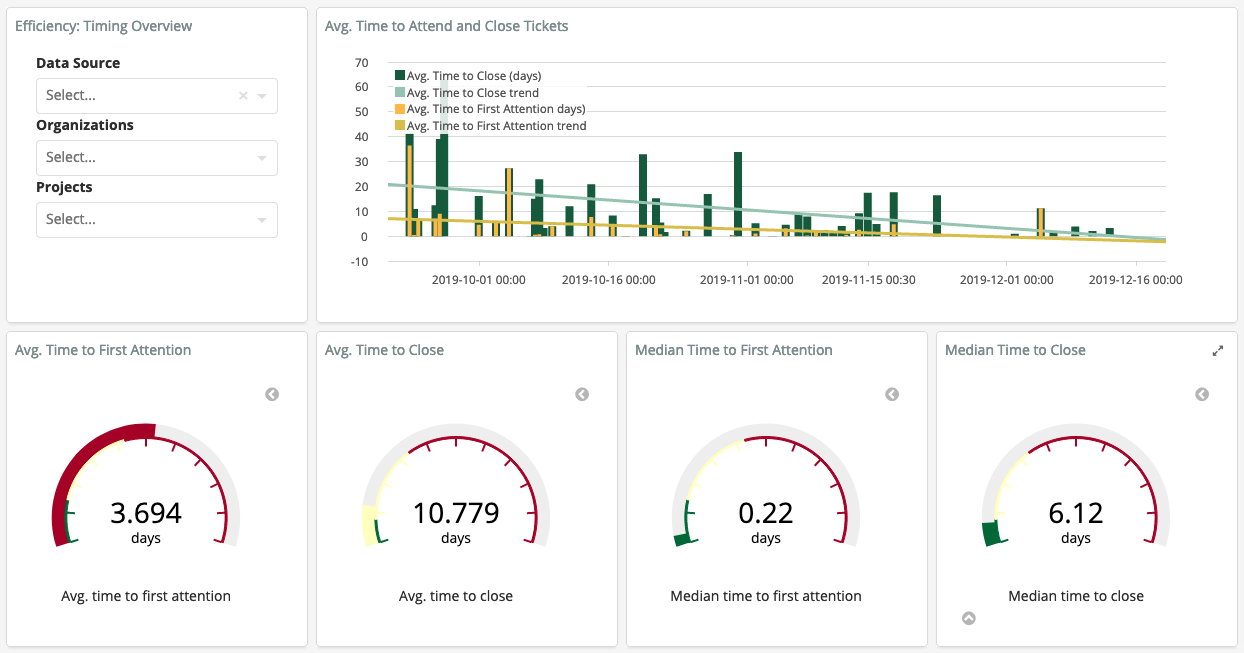 Efficiency: Timing Overview
Data Source
Select...
Organizations
Select...
Projects
Select...
Avg. Time to Attend and Close Tickets
Avg. Time to Close (days)
Avg. Time to Close trend
Avg. Time to First Attention days)
Avg. Time to First Attention trend
70
60
50
40
30
20
10
0
-10
2019-10-01 00:00 2019-10-16 00:00 2019-11-01 00:00 2019-11-15 00:30 2019-12-01 00:00 2019-12-16 00:00
Avg. Time to First Attention
3.694
days
Avg. time to first attention
Avg. Time to Close
10.779
days
Avg. time to close
Median Time to First Attention
0.22
days
Median time to first attention
Median Time to Close
6.12
days
Median time to close